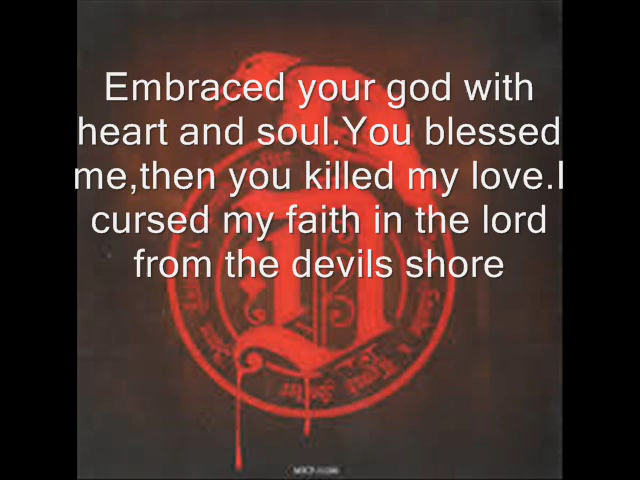 Embraced your god with
heart and soul.You blessed
me,then you killed my love.I
cursed my faith in the lord
from the devils shore